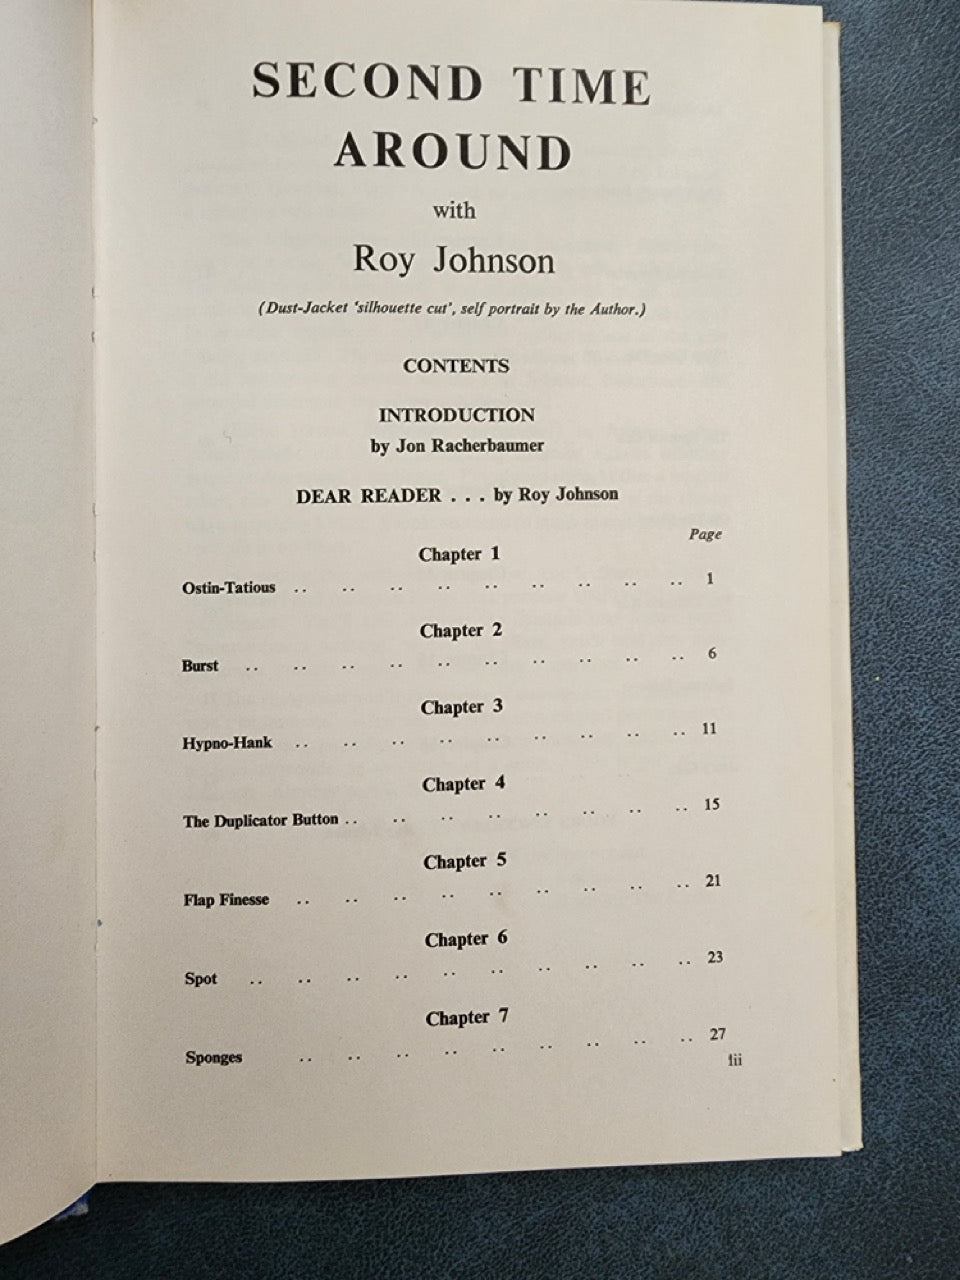 SECOND TIME
AROUND
with
Roy Johnson
(Dust-Jacket ‘silhouette cut’, self portrait by the Author.)
CONTENTS
INTRODUCTION
by Jon Racherbaumer
DEAR READER . . . by Roy Johnson
Page
Chapter 1
Ostin-Tatious .. .. .. .. .. .. .. .. .. 1
Chapter 2
Burst .. .. .. .. .. .. .. .. .. .. 6
Chapter 3
Hypno-Hank .. .. .. .. .. .. .. .. .. 11
Chapter 4
The Duplicator Button .. .. .. .. .. .. .. .. 15
Chapter 5
Flap Finesse .. .. .. .. .. .. .. .. .. 21
Chapter 6
Spot .. .. .. .. .. .. .. .. .. .. 23
Chapter 7
Sponges .. .. .. .. .. .. .. .. .. 27
iii